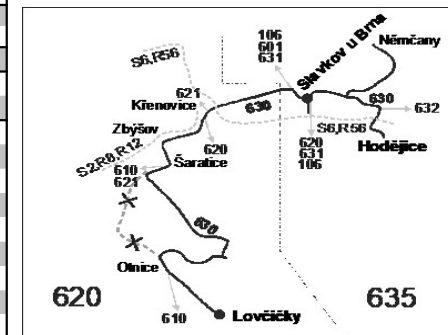 106
601
631
Slavkov u Brna
Němčany
S6,R56
621
Křenovice
630
630
632
Zbýšov
S6,R56
Hodějice
620
620
631
106
S2,R8,R12
Šaratice
610
621
630
Otnice
620
635
610
Lovčičky